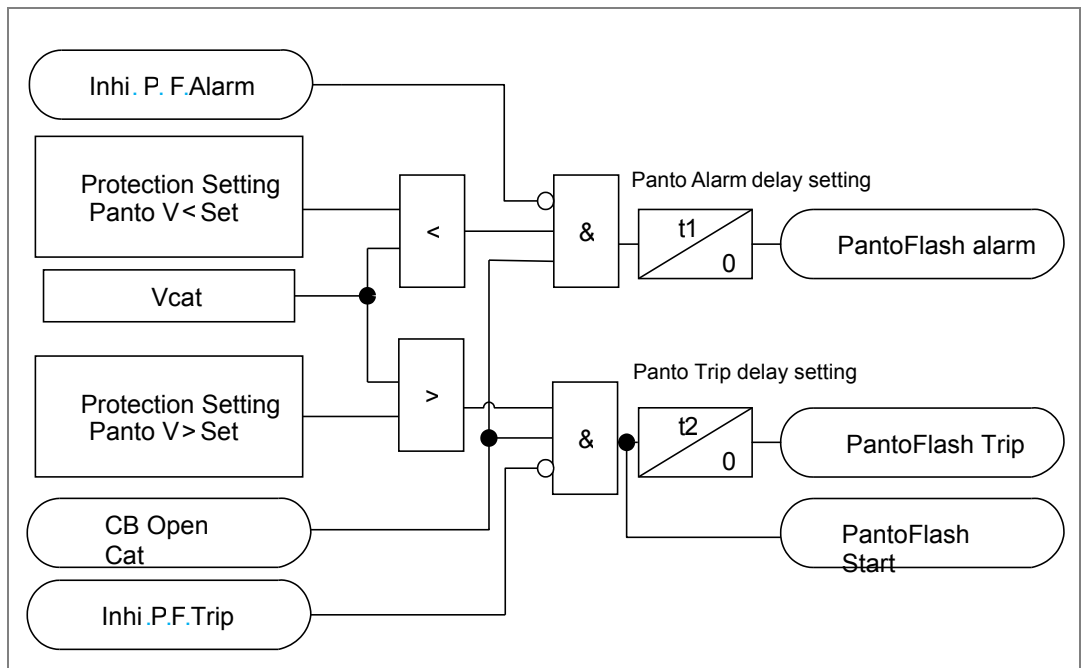 Inhi. P. F.Alarm
Protection Setting
Panto V< Set
Panto Alarm delay setting
<
&
t1
0
PantoFlash alarm
Vcat
Protection Setting
Panto V> Set
Panto Trip delay setting
>
&
t2
0
PantoFlash Trip
CB Open
Cat
PantoFlash
Start
Inhi.P.F.Trip